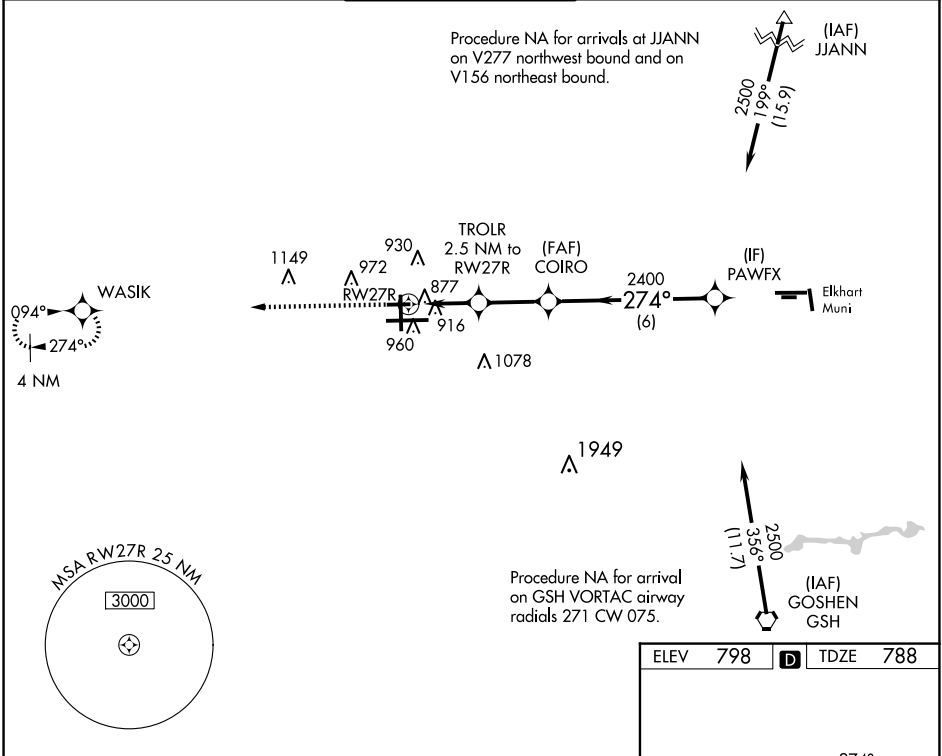 Procedure NA for arrivals at JJANN
on V277 northwest bound and on
V156 northeast bound.
(IAF)
JJANN
2500
199°
(15.9)
1149
972
930
RW27R
877
916
960
TROLR
2.5 NM to
RW27R
(FAF)
COIRO
2400
274°
(6)
(IF)
PAWFX
Elkhart
Muni
094°
WASIK
274°
4 NM
1078
1949
2500
356°
(11.7)
Procedure NA for arrival
on GSH VORTAC airway
radials 271 CW 075.
(IAF)
GOSHEN
GSH
MSA RW27R 25 NM
3000
ELEV 798 D TDZE 788